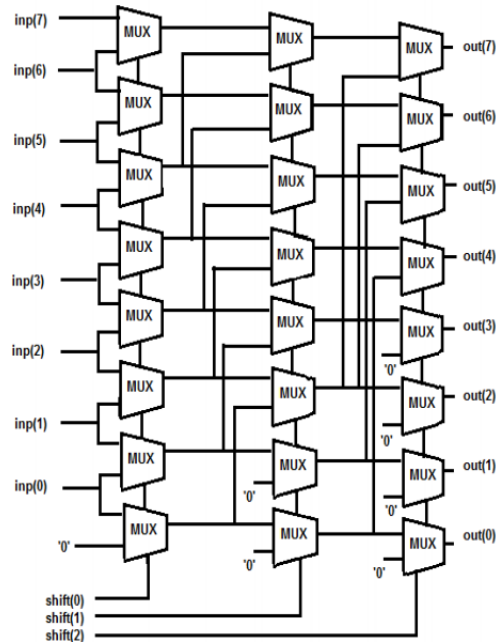 inp(7)
MUX
MUX
MUX
out(7)
inp(6)
MUX
MUX
MUX
out(6)
inp(5)
MUX
MUX
MUX
out(5)
inp(4)
MUX
MUX
MUX
out(4)
inp(3)
MUX
MUX
MUX
out(3)
'0'
inp(2)
MUX
MUX
MUX
out(2)
'0'
inp(1)
MUX
MUX
MUX
out(1)
'0'
'0'
inp(0)
MUX
MUX
MUX
out(0)
'0'
'0'
'0'
shift(0)
shift(1)
shift(2)